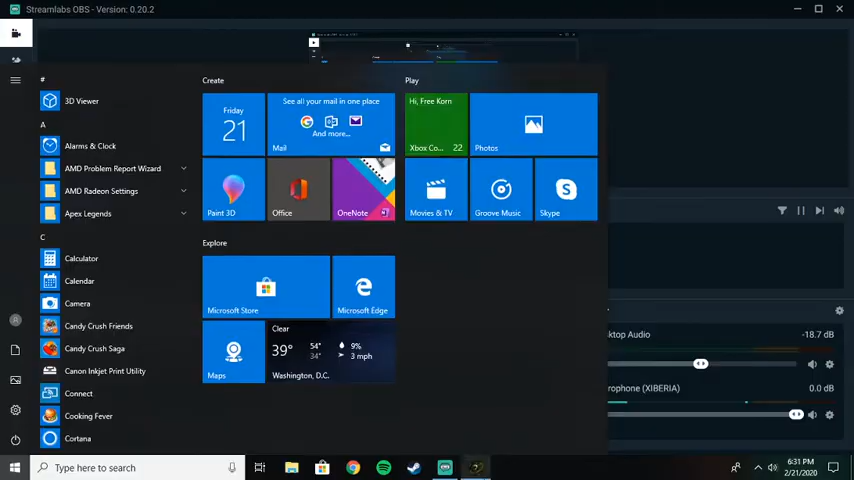 Streamlabs OBS - Version: 0.20.2
#
3D Viewer
A
Alarms & Clock
AMD Problem Report Wizard
AMD Radeon Settings
Apex Legends
C
Calculator
Calendar
Camera
Candy Crush Friends
Candy Crush Saga
Canon Inkjet Print Utility
Connect
Cooking Fever
Cortana
Create
Friday
21
See all your mail in one place
And more...
Mail
Paint 3D
Office
OneNote
Explore
Microsoft Store
Microsoft Edge
Maps
Clear
39°
54°
34°
9%
3 mph
Washington, D.C.
Play
Hi, Free Korn
Xbox Co...
22
Photos
Movies & TV
Groove Music
Skype
ktop Audio
-18.7 dB
rophone (XIBERIA)
0.0 dB
Type here to search
6:31 PM
2/21/2020